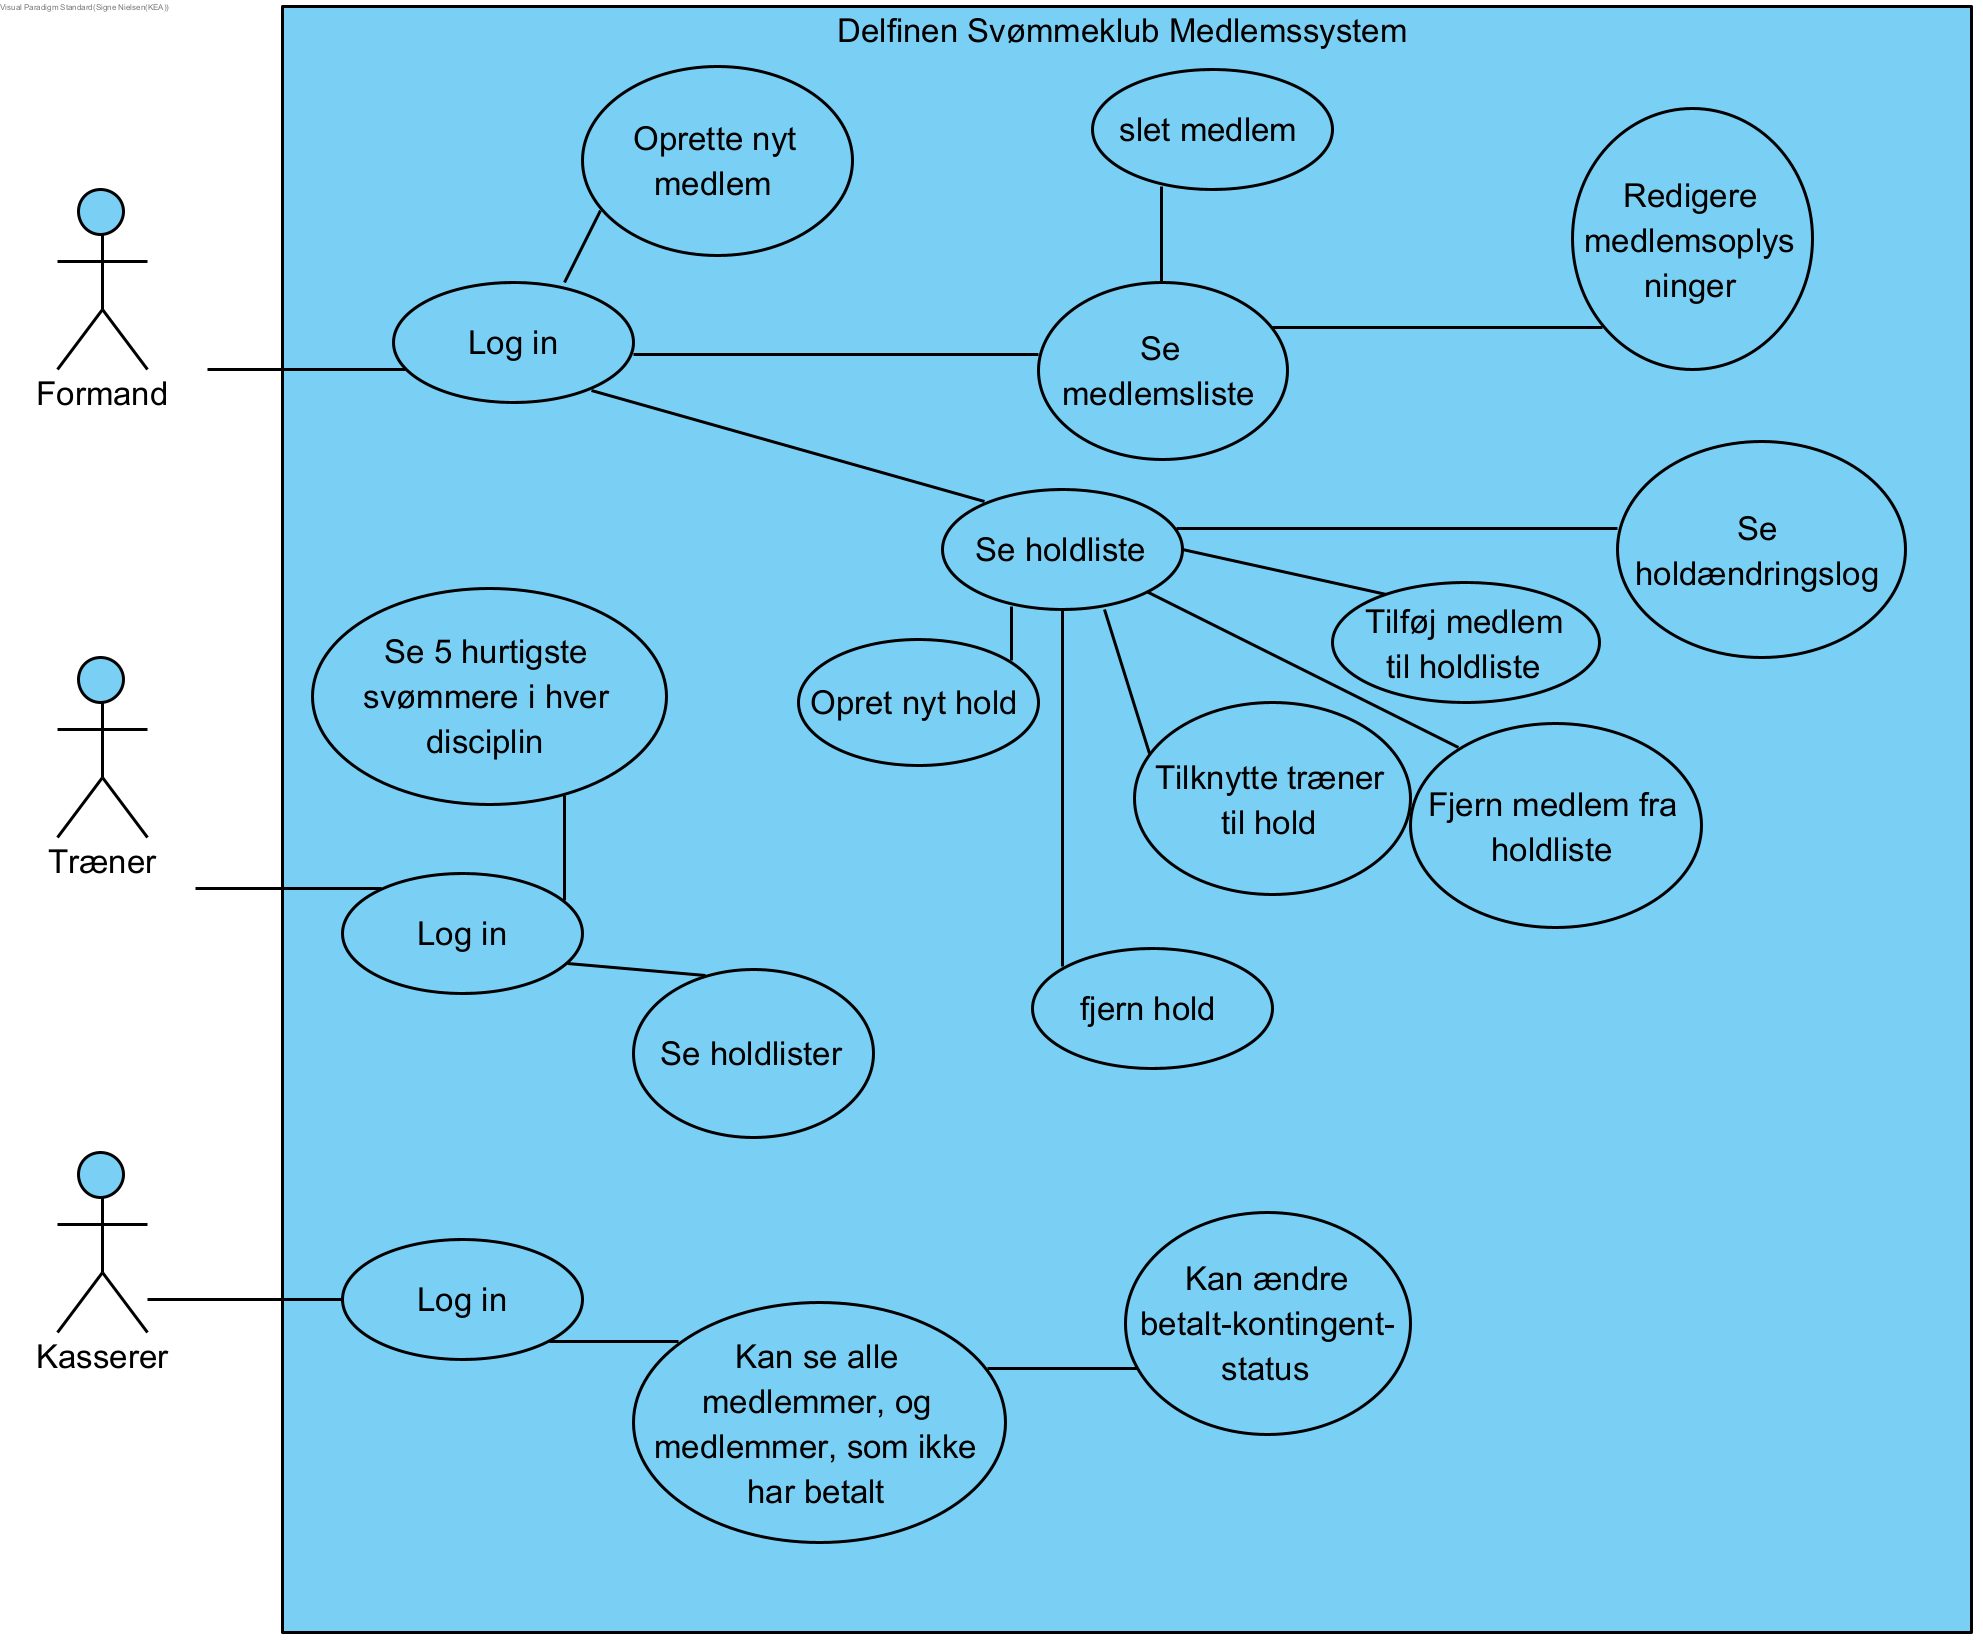 Visual Paradigm Standard(Signe Nielsen(KEA))
Delfinen Svømmeklub Medlemssystem
Oprette nyt
medlem
slet medlem
Redigere
medlemsoplys
ninger
Log in
Se
medlemsliste
Formand
Se holdliste
Se
holdændringslog
Tilføj medlem
til holdliste
Se 5 hurtigste
svømmere i hver
disciplin
Opret nyt hold
Tilknytte træner
til hold
Fjern medlem fra
holdliste
Træner
Log in
fjern hold
Se holdlister
Log in
Kasserer
Kan ændre
betalt-kontingent-
status
Kan se alle
medlemmer, og
medlemmer, som ikke
har betalt